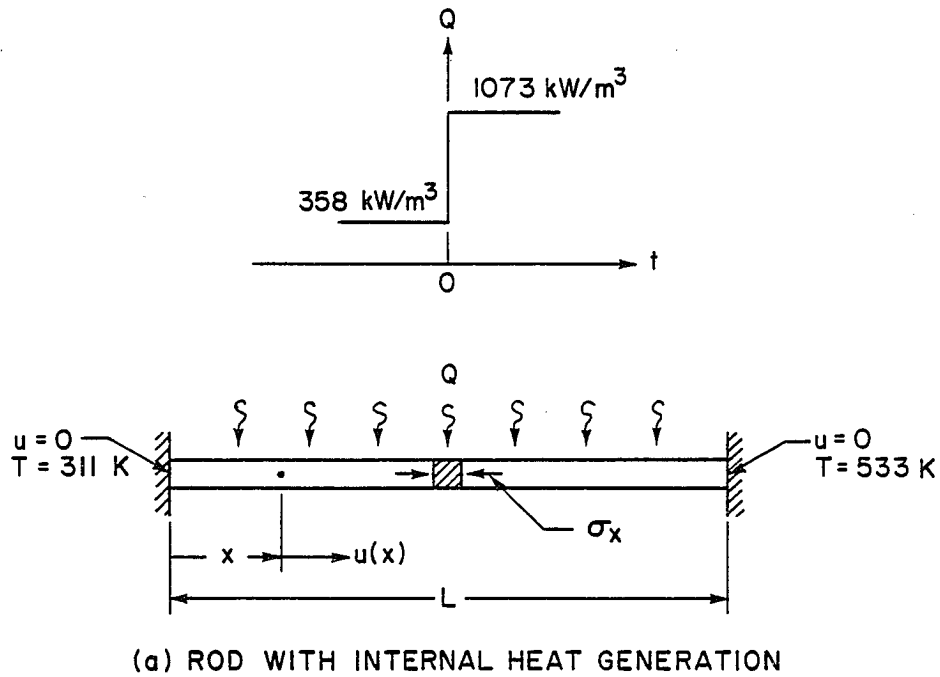 Q
1073 kW/m³
358 kW/m³
t
0
Q
u = 0
T = 311 K
u = 0
T = 533 K
σx
x
u(x)
L
(a) ROD WITH INTERNAL HEAT GENERATION